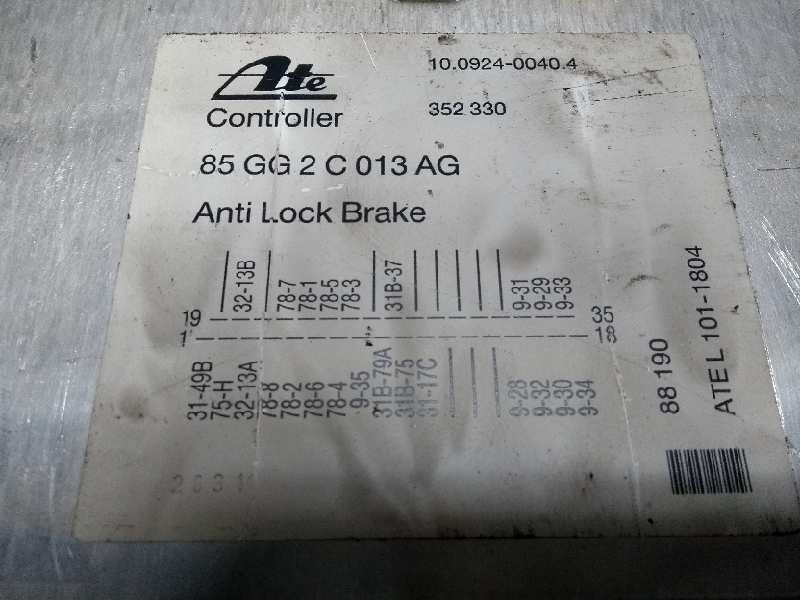 Ate 10.0924-0040.4
Controller 352 330
85 GG 2 C 013 AG
Anti Lock Brake
32-13B 78-7 78-1 78-5 78-3 31B-37 9-31 9-29 9-33
19 35
1 18
31-49B 75-H 32-13A 78-8 78-2 78-6 78-4 9-35 31B-79A 31B-75 31-17C 9-28 9-32 9-30 9-34
88 190
ATE L 101-1804